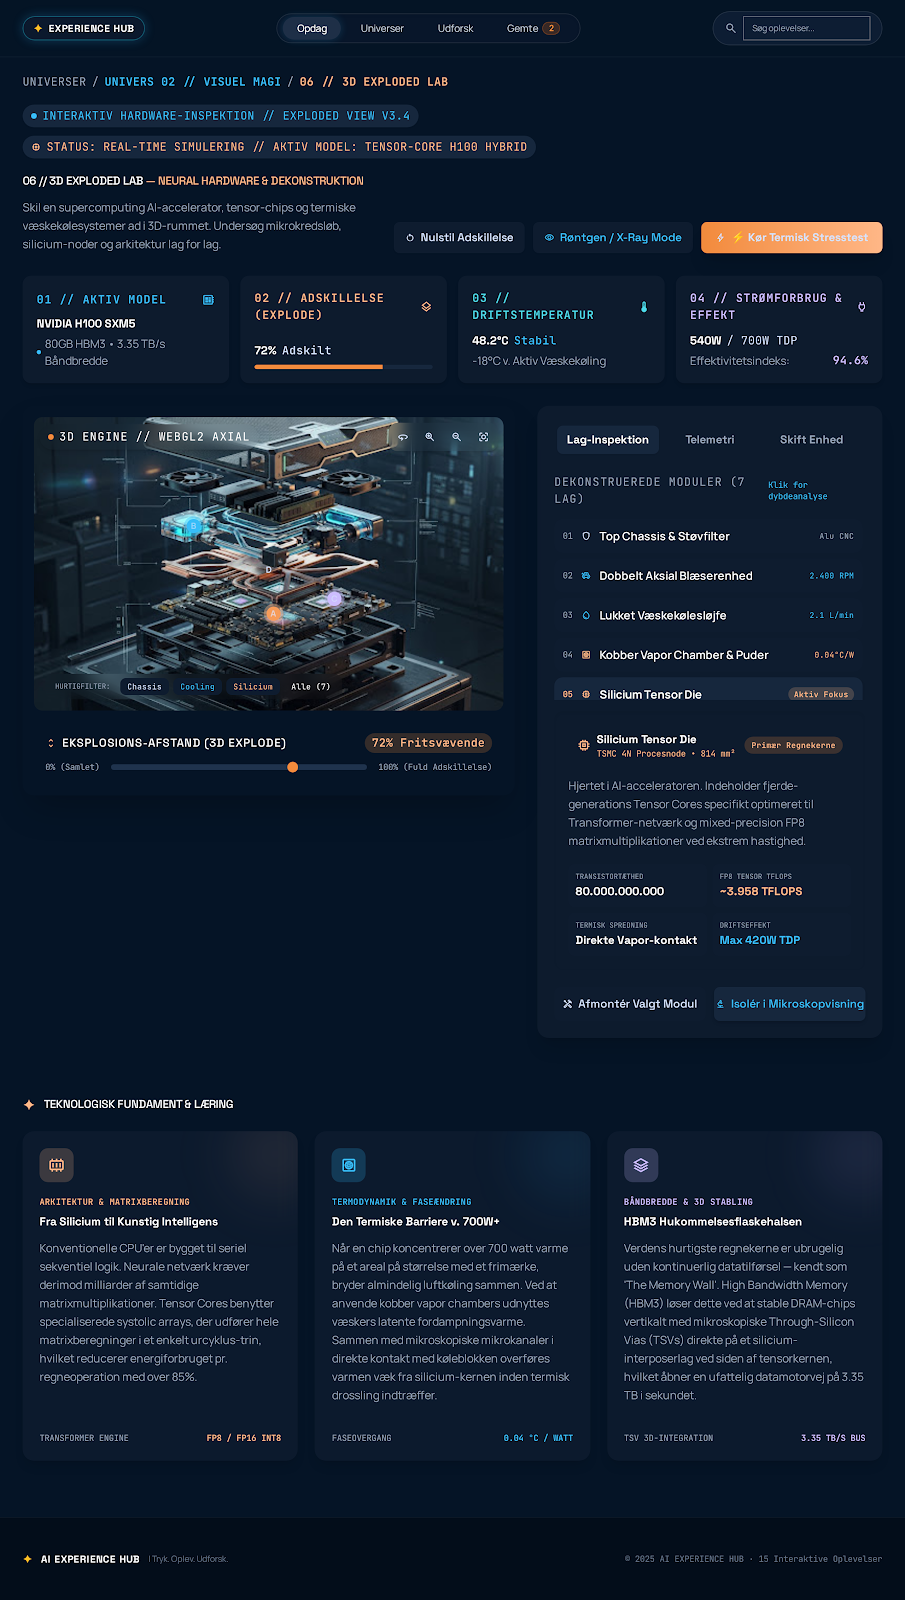 EXPERIENCE HUB
Opdag
Universer
Udforsk
Gemte 2
Søg oplevelser...
UNIVERSER / UNIVERS 02 // VISUEL MAGI / 06 // 3D EXPLODED LAB
INTERAKTIV HARDWARE-INSPEKTION // EXPLODED VIEW V3.4
STATUS: REAL-TIME SIMULERING // AKTIV MODEL: TENSOR-CORE H100 HYBRID
06 // 3D EXPLODED LAB — NEURAL HARDWARE & DEKONSTRUKTION
Skil en supercomputing AI-accelerator, tensor-chips og termiske
væskekølesystemer ad i 3D-rummet. Undersøg mikrokredsløb,
silicium-noder og arkitektur lag for lag.
Nulstil Adskillelse
Røntgen / X-Ray Mode
⚡ Kør Termisk Stresstest
01 // AKTIV MODEL
NVIDIA H100 SXM5
80GB HBM3 • 3.35 TB/s
Båndbredde
02 // ADSKILLELSE
(EXPLODE)
72% Adskilt
03 //
DRIFTSTEMPERATUR
48.2°C Stabil
-18°C v. Aktiv Væskekøling
04 // STRØMFORBRUG &
EFFEKT
540W / 700W TDP
Effektivitetsindeks: 94.6%
3D ENGINE // WEBGL2 AXIAL
B
D
A
HURTIGFILTER:
Chassis
Cooling
Silicium
Alle (7)
EKSPLOSIONS-AFSTAND (3D EXPLODE)
72% Fritsvævende
0% (Samlet)
100% (Fuld Adskillelse)
Lag-Inspektion
Telemetri
Skift Enhed
DEKONSTRUEREDE MODULER (7
LAG)
Klik for
dybdeanalyse
01 Top Chassis & Støvfilter Alu CNC
02 Dobbelt Aksial Blæserenhed 2.400 RPM
03 Lukket Væskekølesløjfe 2.1 L/min
04 Kobber Vapor Chamber & Puder 0.04°C/W
05 Silicium Tensor Die Aktiv Fokus
Silicium Tensor Die
TSMC 4N Procesnode • 814 mm²
Primær Regnekerne
Hjertet i AI-acceleratoren. Indeholder fjerde-
generations Tensor Cores specifikt optimeret til
Transformer-netværk og mixed-precision FP8
matrixmultiplikationer ved ekstrem hastighed.
TRANSISTORTÆTHED
80.000.000.000
FP8 TENSOR TFLOPS
~3.958 TFLOPS
TERMISK SPREDNING
Direkte Vapor-kontakt
DRIFTSEFFEKT
Max 420W TDP
Afmontér Valgt Modul
Isolér i Mikroskopvisning
TEKNOLOGISK FUNDAMENT & LÆRING
ARKITEKTUR & MATRIXBEREGNING
Fra Silicium til Kunstig Intelligens
Konventionelle CPU'er er bygget til seriel
sekventiel logik. Neurale netværk kræver
derimod milliarder af samtidige
matrixmultiplikationer. Tensor Cores benytter
specialiserede systolic arrays, der udfører hele
matrixberegninger i et enkelt urcyklus-trin,
hvilket reducerer energiforbruget pr.
regneoperation med over 85%.
TRANSFORMER ENGINE
FP8 / FP16 INT8
TERMODYNAMIK & FASEÆNDRING
Den Termiske Barriere v. 700W+
Når en chip koncentrerer over 700 watt varme
på et areal på størrelse med et frimærke,
bryder almindelig luftkøling sammen. Ved at
anvende kobber vapor chambers udnyttes
væskers latente fordampningsvarme.
Sammen med mikroskopiske mikrokanaler i
direkte kontakt med køleblokken overføres
varmen væk fra silicium-kernen inden termisk
drossling indtræffer.
FASEOVERGANG
0.04 °C / WATT
BÅNDBREDDE & 3D STABLING
HBM3 Hukommelsesflaskehalsen
Verdens hurtigste regnekerne er ubrugelig
uden kontinuerlig datatilførsel — kendt som
'The Memory Wall'. High Bandwidth Memory
(HBM3) løser dette ved at stable DRAM-chips
vertikalt med mikroskopiske Through-Silicon
Vias (TSVs) direkte på et silicium-
interposerlag ved siden af tensorkernen,
hvilket åbner en ufattelig datamotorvej på 3.35
TB i sekundet.
TSV 3D-INTEGRATION
3.35 TB/S BUS
AI EXPERIENCE HUB | Tryk. Oplev. Udforsk.
© 2025 AI EXPERIENCE HUB · 15 Interaktive Oplevelser